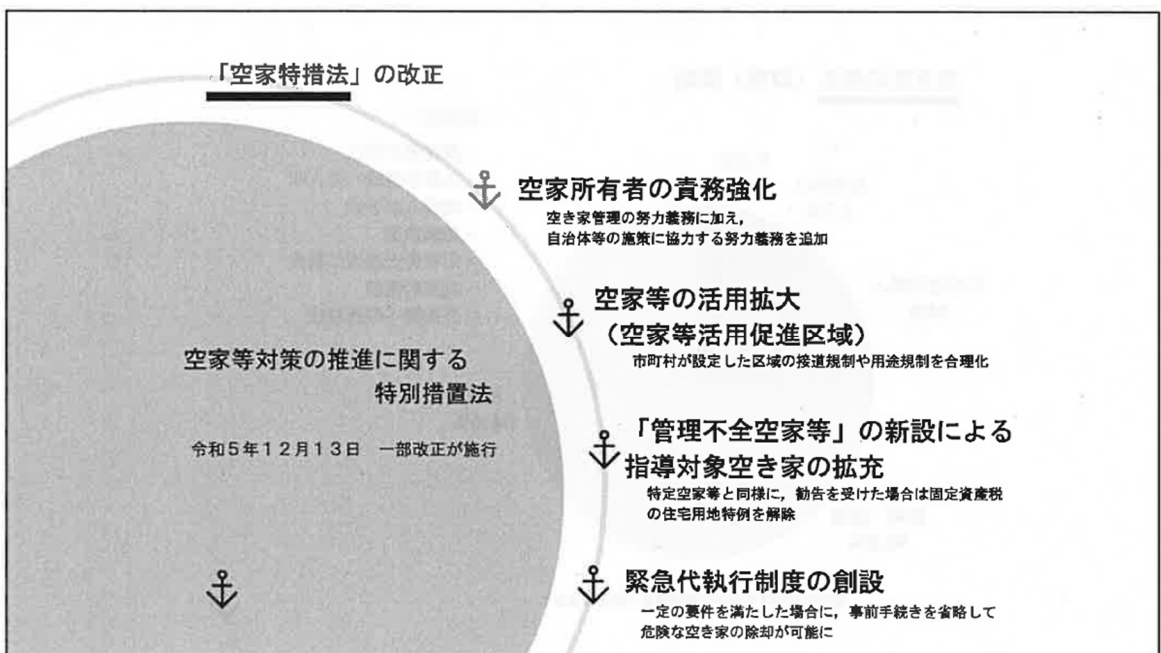 「空家特措法」の改正
空家所有者の責務強化
空き家管理の努力義務に加え，
自治体等の施策に協力する努力義務を追加
空家等の活用拡大
（空家等活用促進区域）
市町村が設定した区域の接道規制や用途規制を合理化
空家等対策の推進に関する
特別措置法
令和５年１２月１３日　一部改正が施行
「管理不全空家等」の新設による
指導対象空き家の拡充
特定空家等と同様に，勧告を受けた場合は固定資産税
の住宅用地特例を解除
緊急代執行制度の創設
一定の要件を満たした場合に，事前手続きを省略して
危険な空き家の除却が可能に